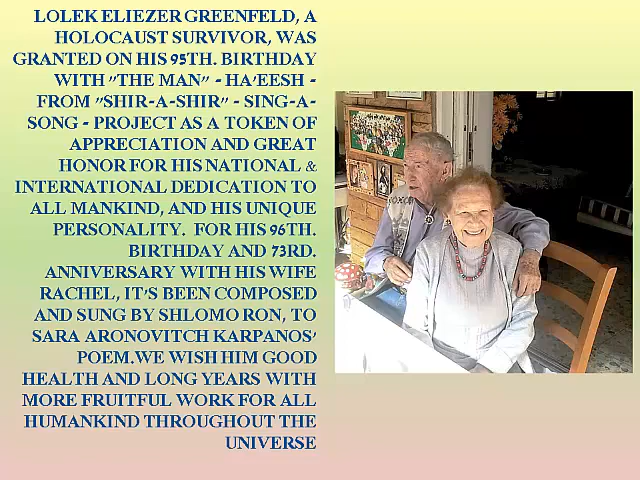 LOLEK ELIEZER GREENFELD, A
HOLOCAUST SURVIVOR, WAS
GRANTED ON HIS 95TH. BIRTHDAY
WITH "THE MAN" - HA'EESH -
FROM "SHIR-A-SHIR" - SING-A-
SONG - PROJECT AS A TOKEN OF
APPRECIATION AND GREAT
HONOR FOR HIS NATIONAL &
INTERNATIONAL DEDICATION TO
ALL MANKIND, AND HIS UNIQUE
PERSONALITY. FOR HIS 96TH.
BIRTHDAY AND 73RD.
ANNIVERSARY WITH HIS WIFE
RACHEL, IT'S BEEN COMPOSED
AND SUNG BY SHLOMO RON, TO
SARA ARONOVITCH KARPANOS'
POEM.WE WISH HIM GOOD
HEALTH AND LONG YEARS WITH
MORE FRUITFUL WORK FOR ALL
HUMANKIND THROUGHOUT THE
UNIVERSE